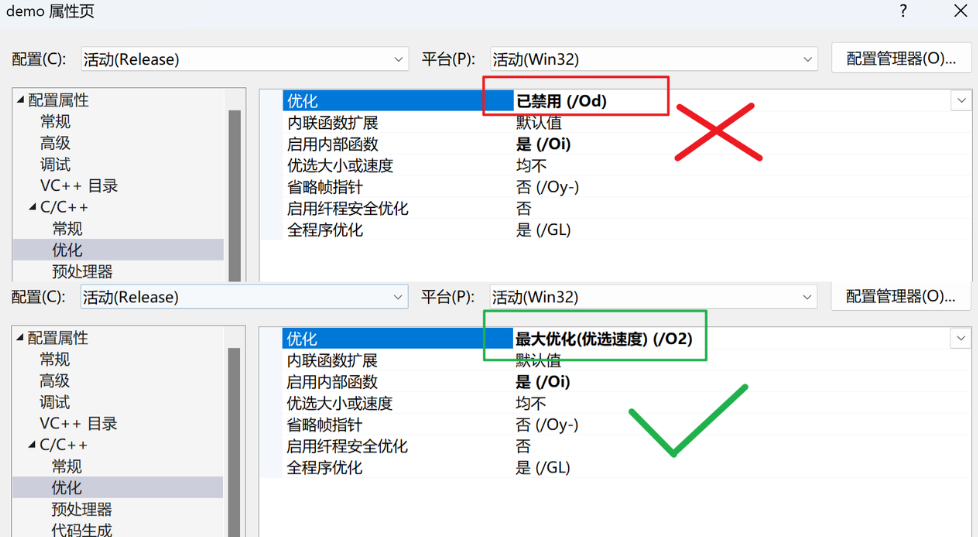 demo 属性页
?
配置(C): 活动(Release) 平台(P): 活动(Win32) 配置管理器(O)...
配置属性
常规
高级
调试
VC++ 目录
C/C++
常规
优化
预处理器
优化 已禁用 (/Od)
内联函数扩展 默认值
启用内部函数 是 (/Oi)
优选大小或速度 均不
省略帧指针 否 (/Oy-)
启用纤程安全优化 否
全程序优化 是 (/GL)
配置(C): 活动(Release) 平台(P): 活动(Win32) 配置管理器(O)...
配置属性
常规
高级
调试
VC++ 目录
C/C++
常规
优化
预处理器
代码生成
优化 最大优化(优选速度) (/O2)
内联函数扩展 默认值
启用内部函数 是 (/Oi)
优选大小或速度 均不
省略帧指针 否 (/Oy-)
启用纤程安全优化 否
全程序优化 是 (/GL)